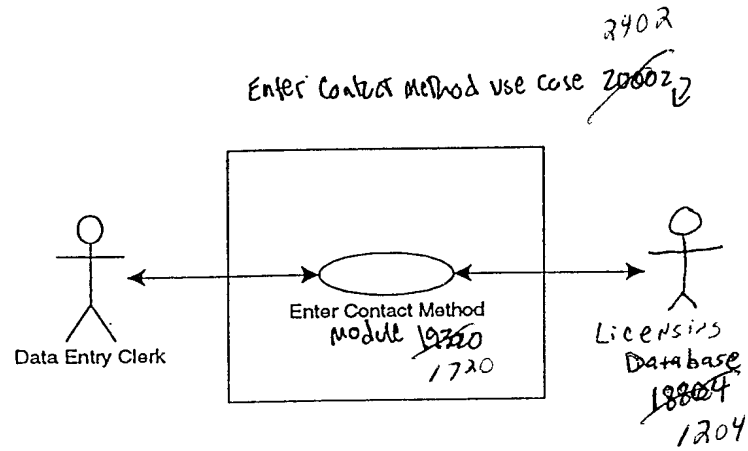 2402
Enter Contact Method use case 20002
Enter Contact Method
Module 19320
1720
Data Entry Clerk
Licensing
Database
18804
1204